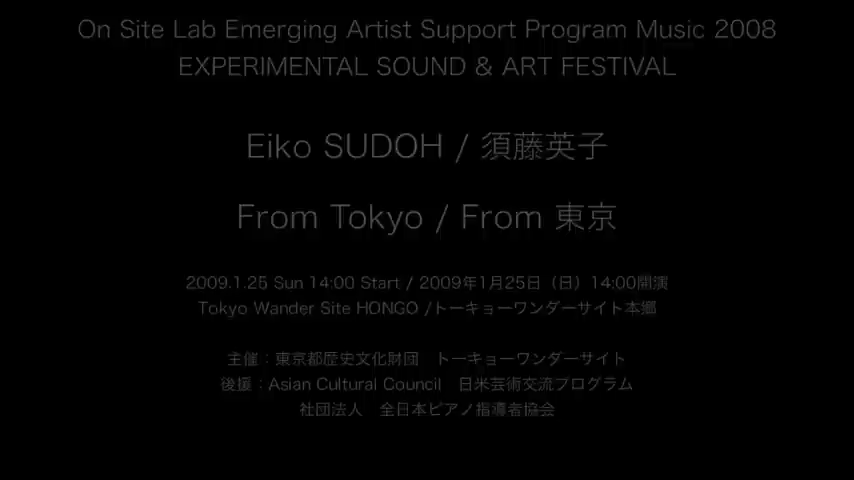 On Site Lab Emerging Artist Support Program Music 2008
EXPERIMENTAL SOUND & ART FESTIVAL
Eiko SUDOH / 須藤英子
From Tokyo / From 東京
2009.1.25 Sun 14:00 Start / 2009年1月25日（日）14:00開演
Tokyo Wander Site HONGO /トーキョーワンダーサイト本郷
主催：東京都歴史文化財団　トーキョーワンダーサイト
後援：Asian Cultural Council　日米芸術交流プログラム
社団法人　全日本ピアノ指導者協会